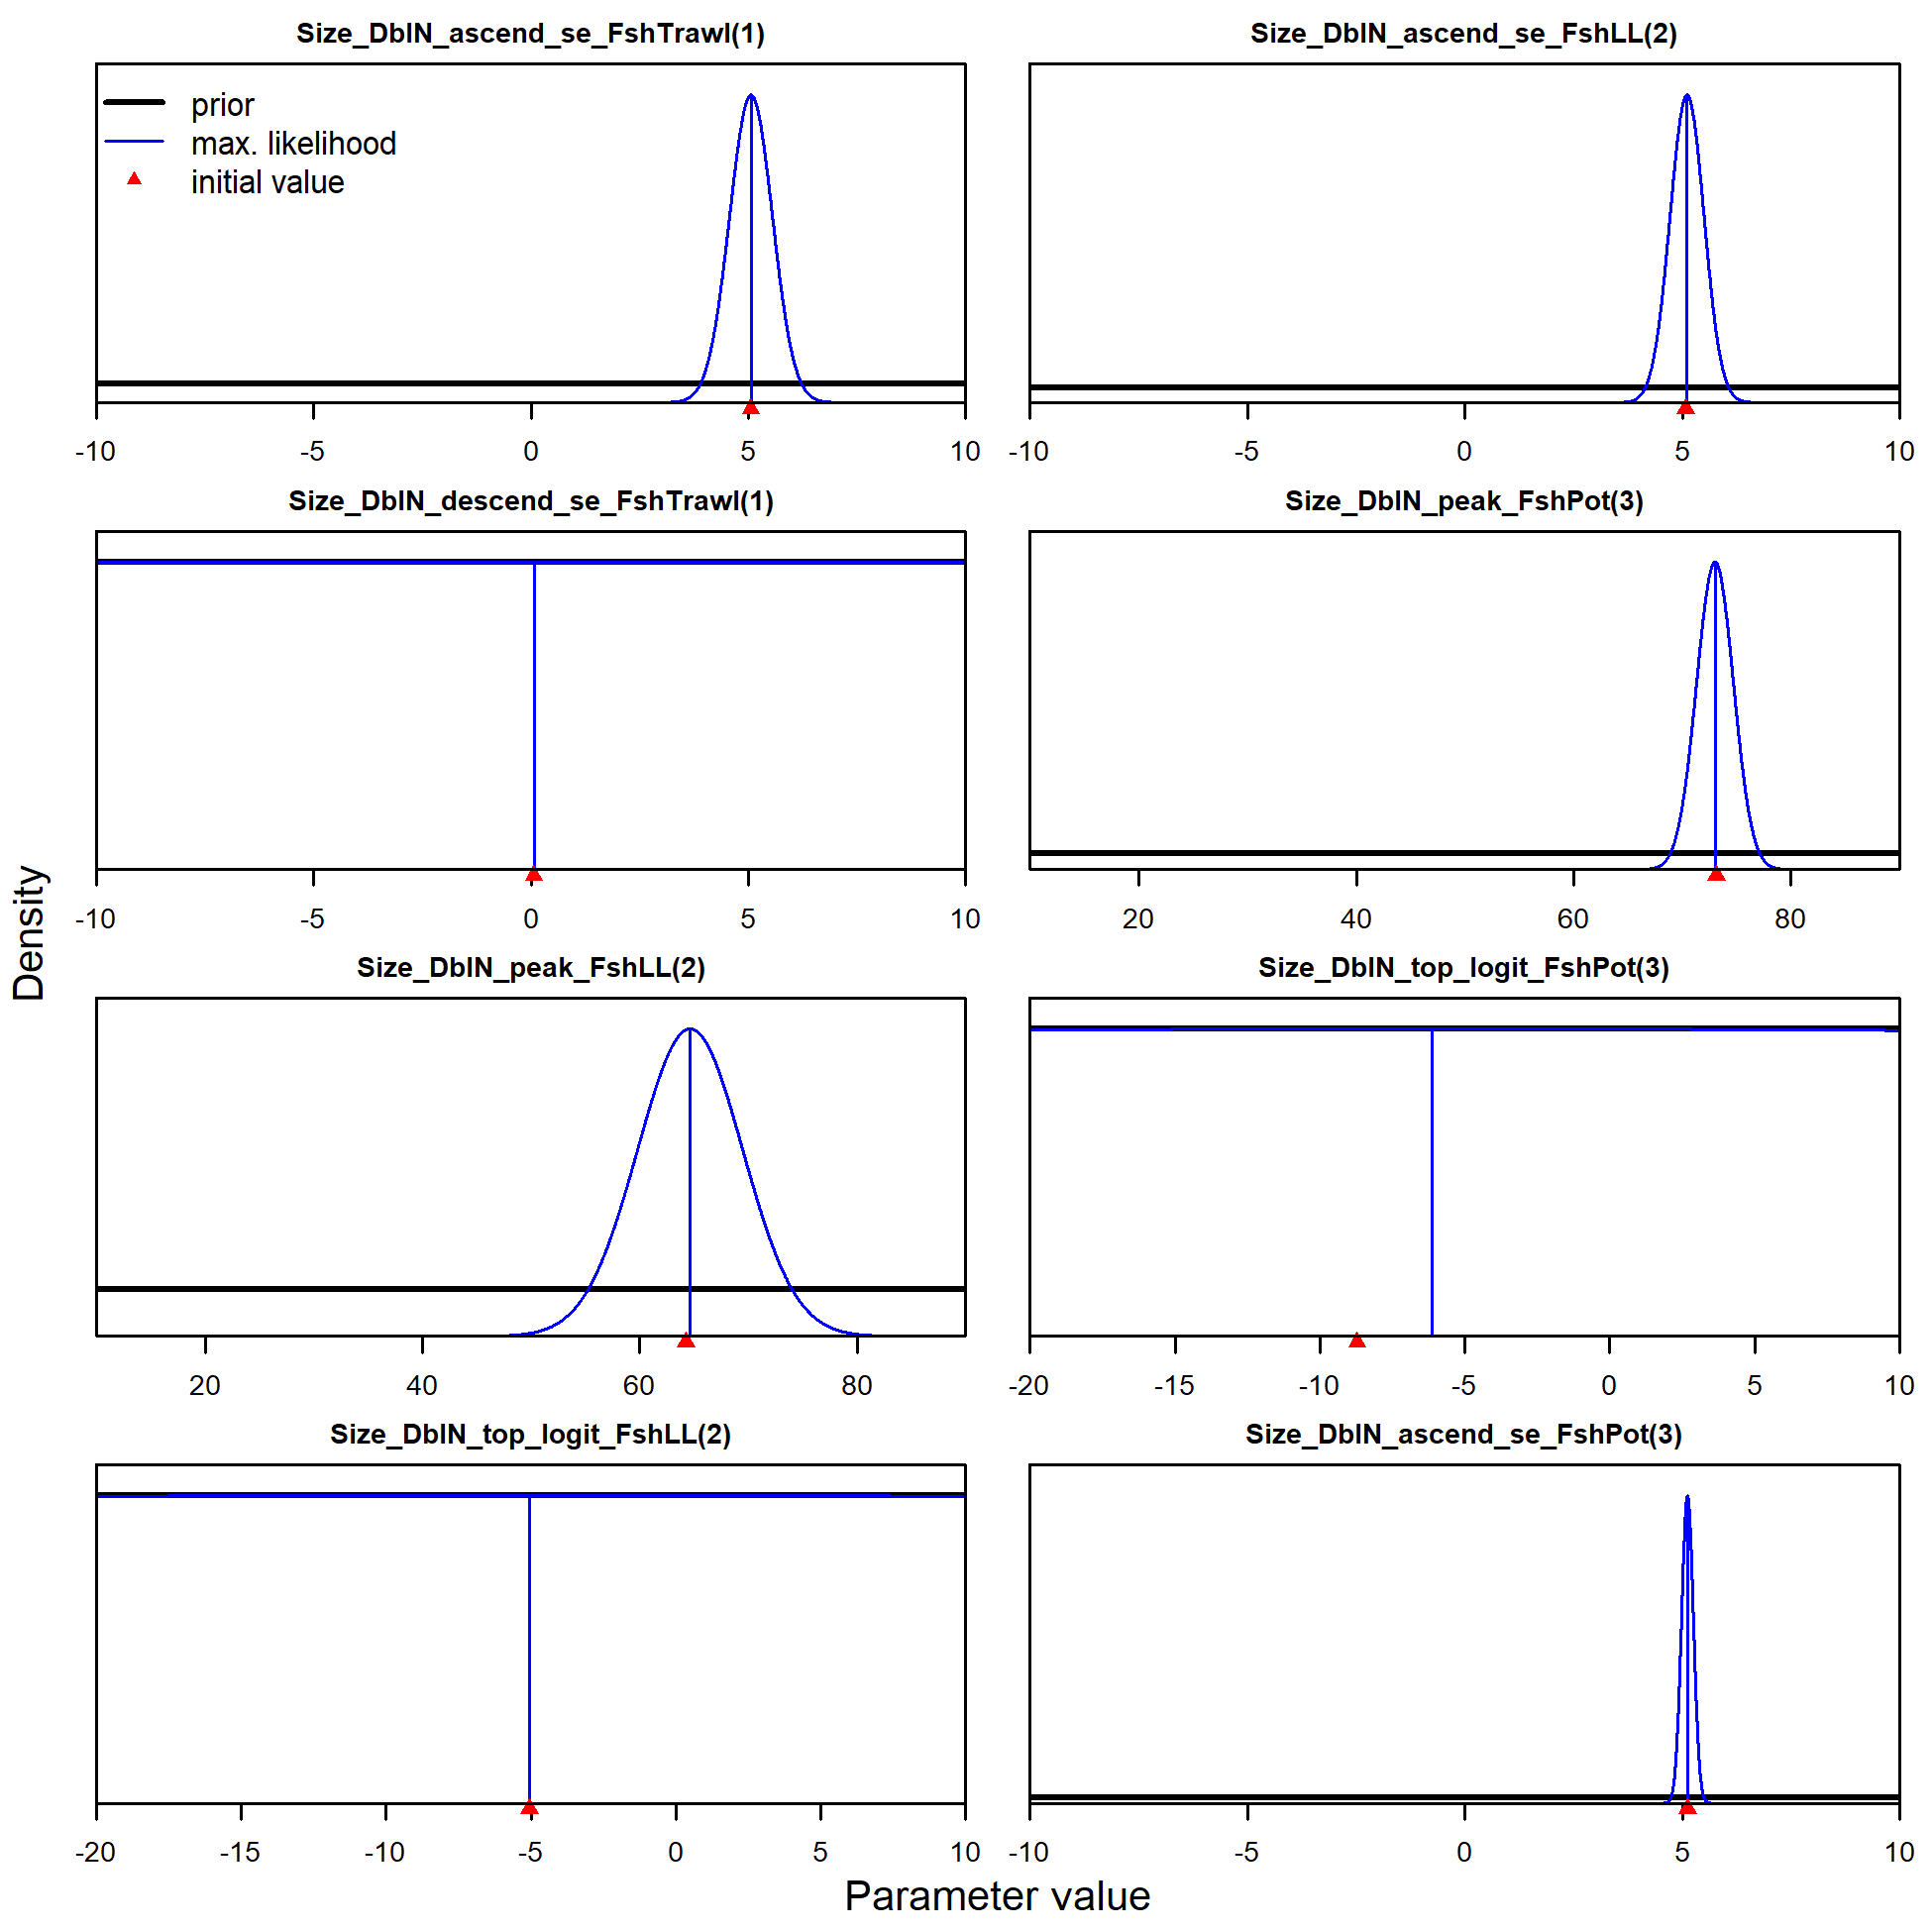 Size_DblN_ascend_se_FshTrawl(1)
Size_DblN_ascend_se_FshLL(2)
prior
max. likelihood
initial value
-10 -5 0 5 10
-10 -5 0 5 10
Size_DblN_descend_se_FshTrawl(1)
Size_DblN_peak_FshPot(3)
-10 -5 0 5 10
20 40 60 80
Density
Size_DblN_peak_FshLL(2)
Size_DblN_top_logit_FshPot(3)
20 40 60 80
-20 -15 -10 -5 0 5 10
Size_DblN_top_logit_FshLL(2)
Size_DblN_ascend_se_FshPot(3)
-20 -15 -10 -5 0 5 10
-10 -5 0 5 10
Parameter value